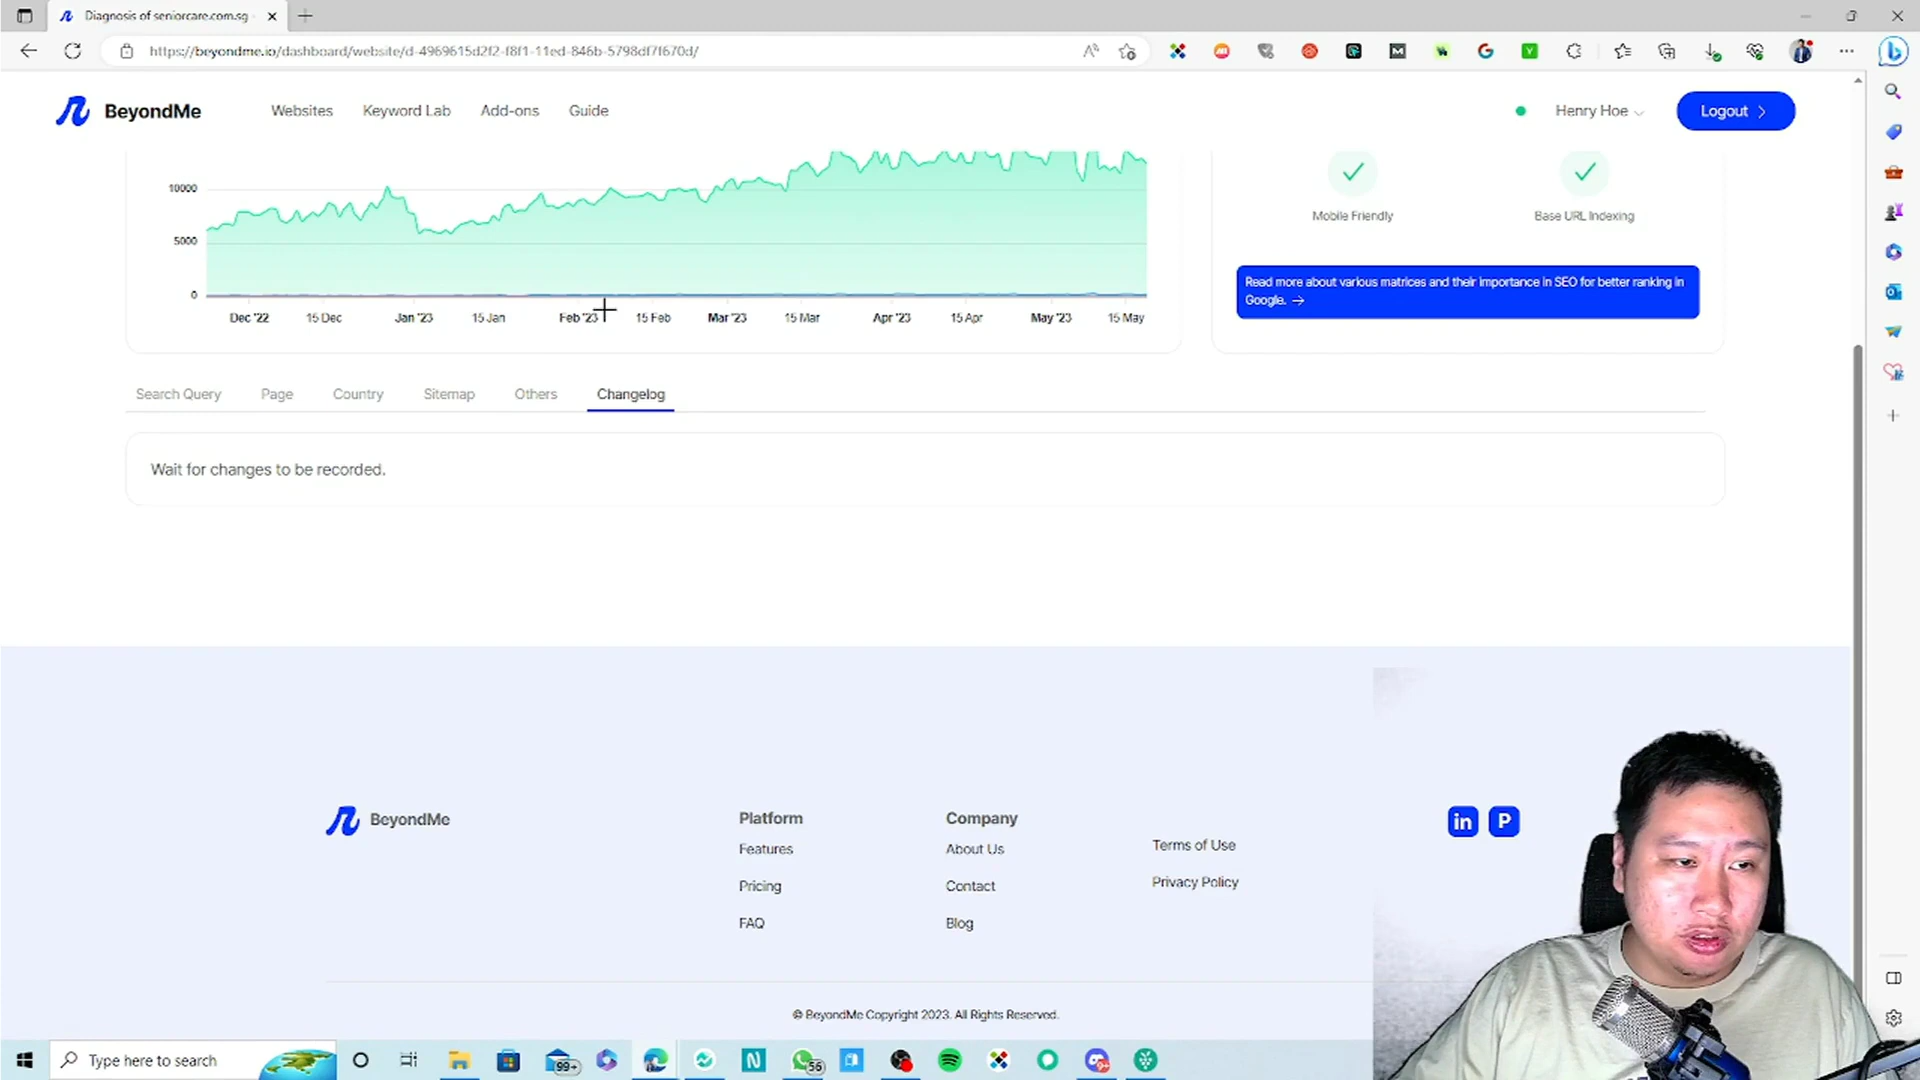 Diagnosis of seniorcare.com.sg
https://beyondme.io/dashboard/website/d-4969615d2f2-f8f1-11ed-846b-5798df7f670d/
BeyondMe
Websites
Keyword Lab
Add-ons
Guide
Henry Hoe
Logout
10000
5000
0
Dec '22
15 Dec
Jan '23
15 Jan
Feb '23
15 Feb
Mar '23
15 Mar
Apr '23
15 Apr
May '23
15 May
Mobile Friendly
Base URL Indexing
Read more about various matrices and their importance in SEO for better ranking in
Google.
Search Query
Page
Country
Sitemap
Others
Changelog
Wait for changes to be recorded.
BeyondMe
Platform
Features
Pricing
FAQ
Company
About Us
Contact
Blog
Terms of Use
Privacy Policy
in
P
© BeyondMe Copyright 2023. All Rights Reserved.
Type here to search
99+
56